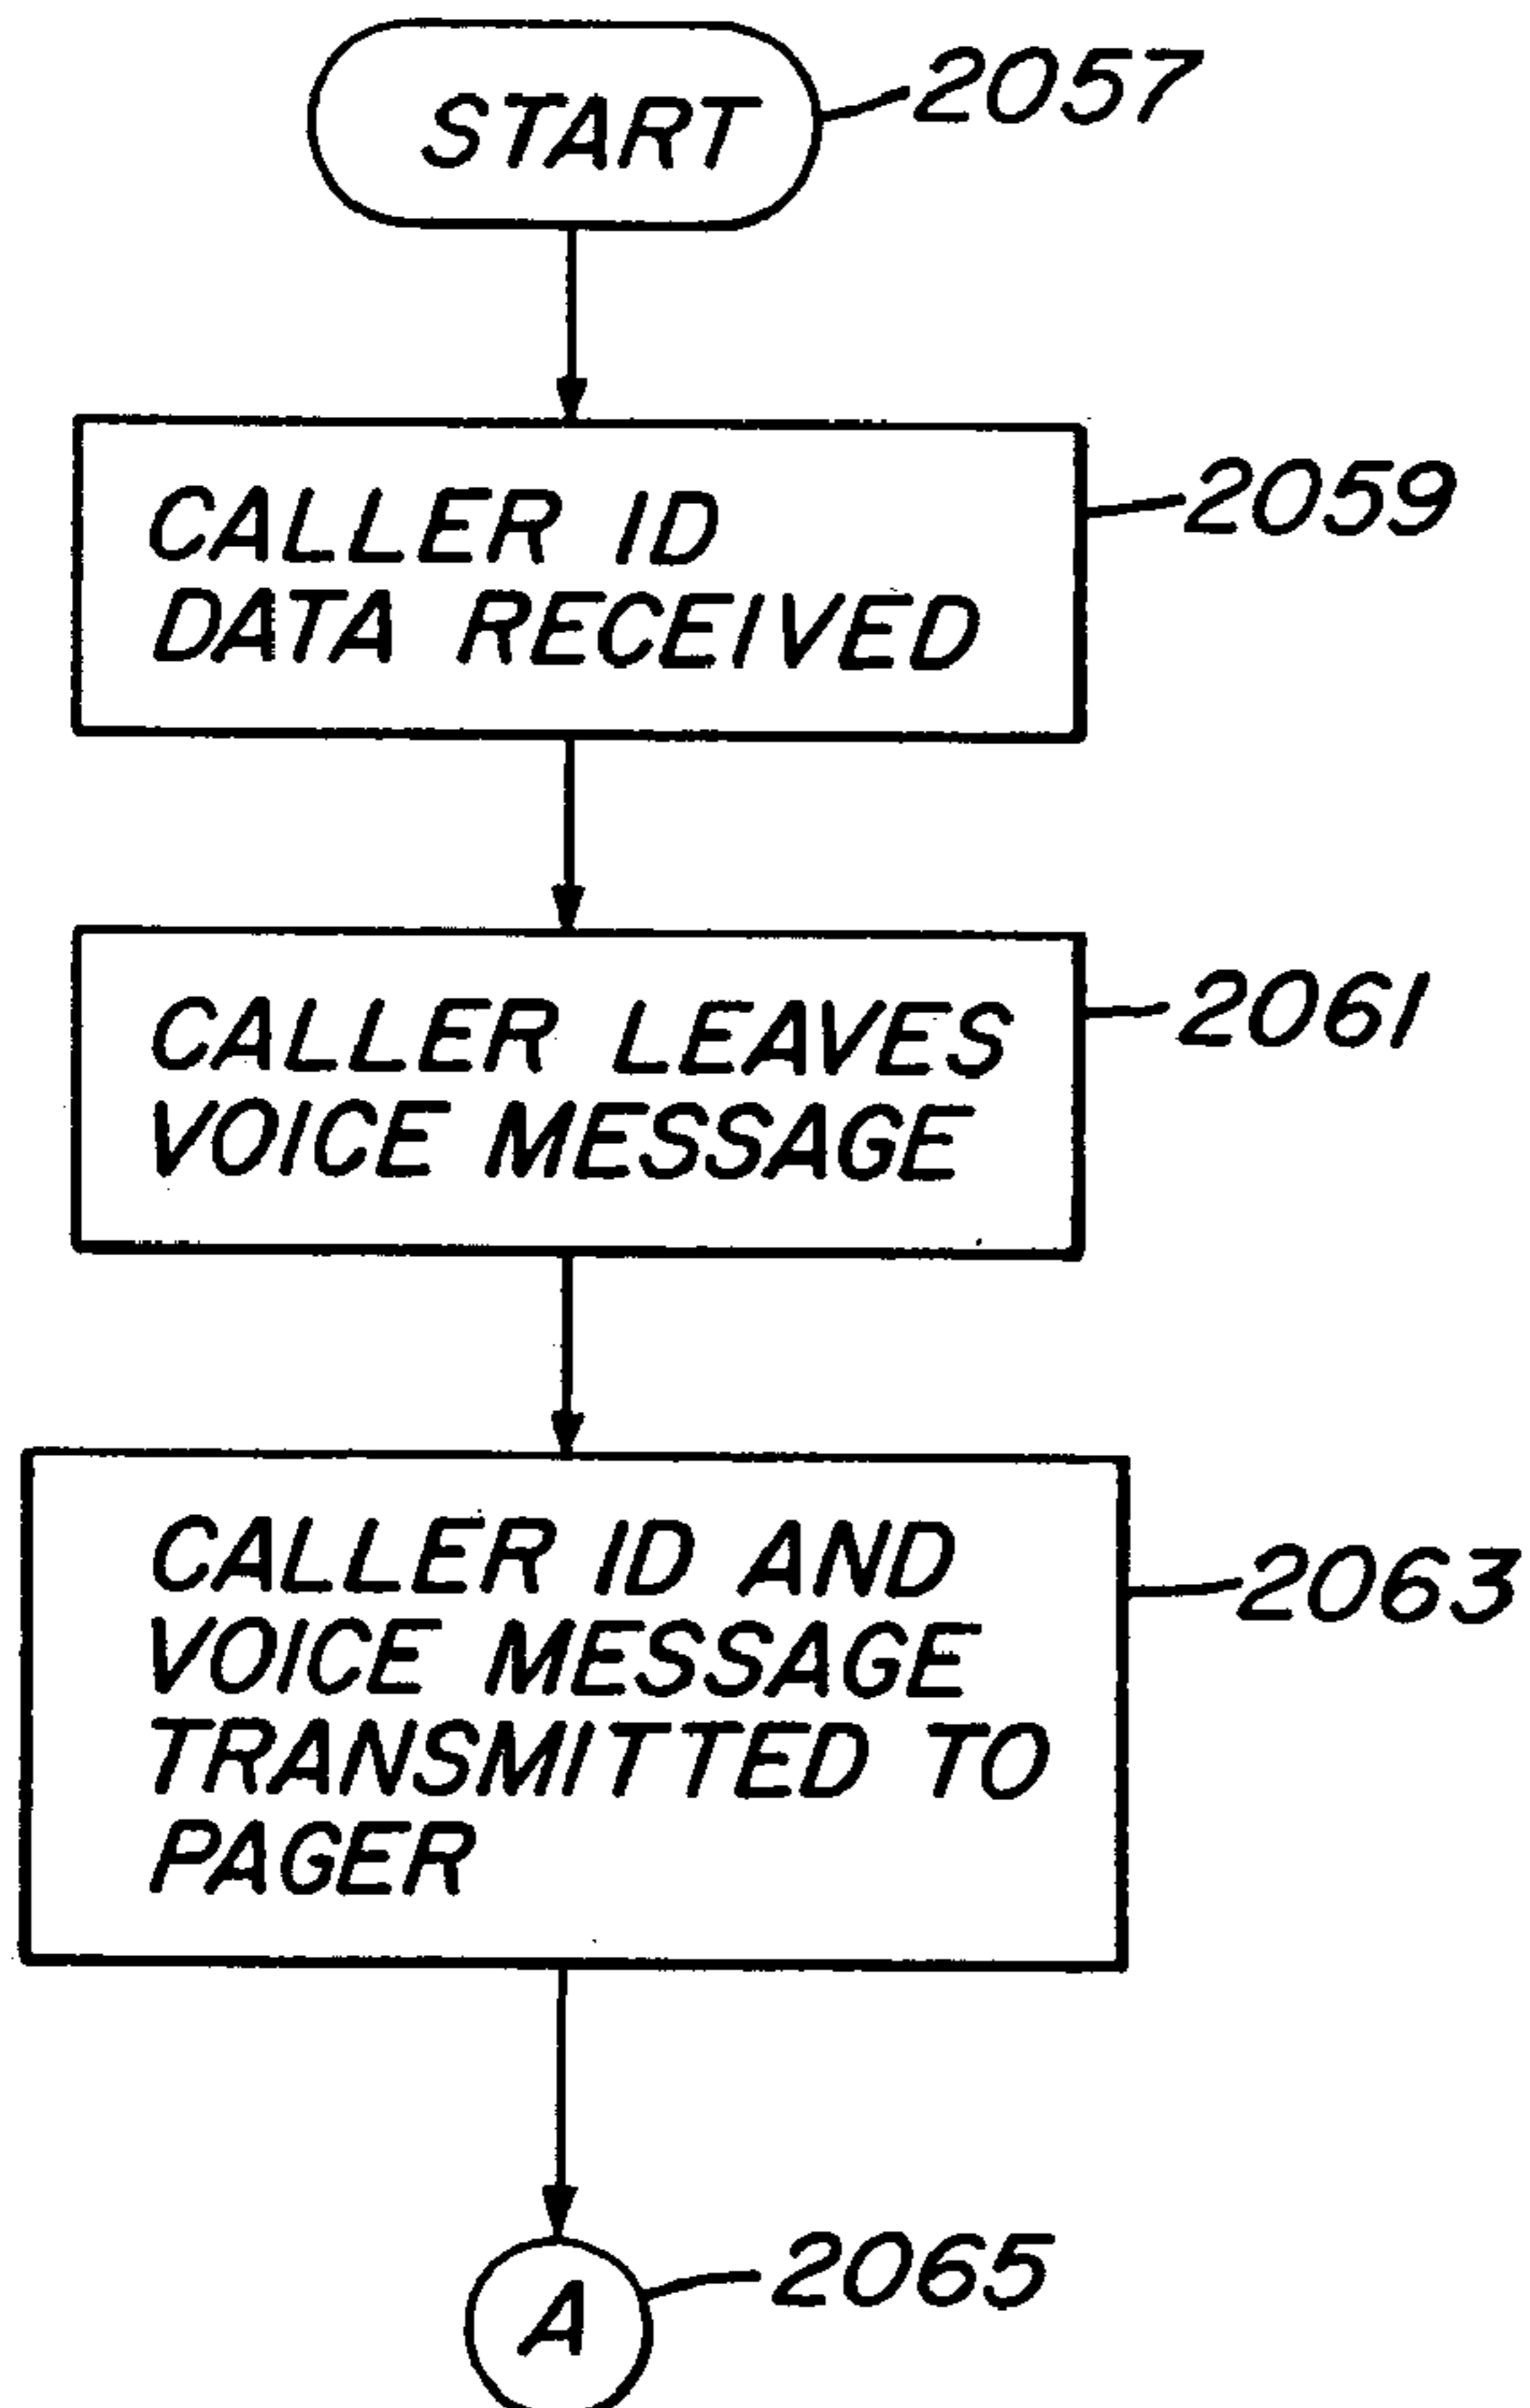 START
2057
CALLER ID
DATA RECEIVED
2059
CALLER LEAVES
VOICE MESSAGE
2061
CALLER ID AND
VOICE MESSAGE
TRANSMITTED TO
PAGER
2063
A
2065